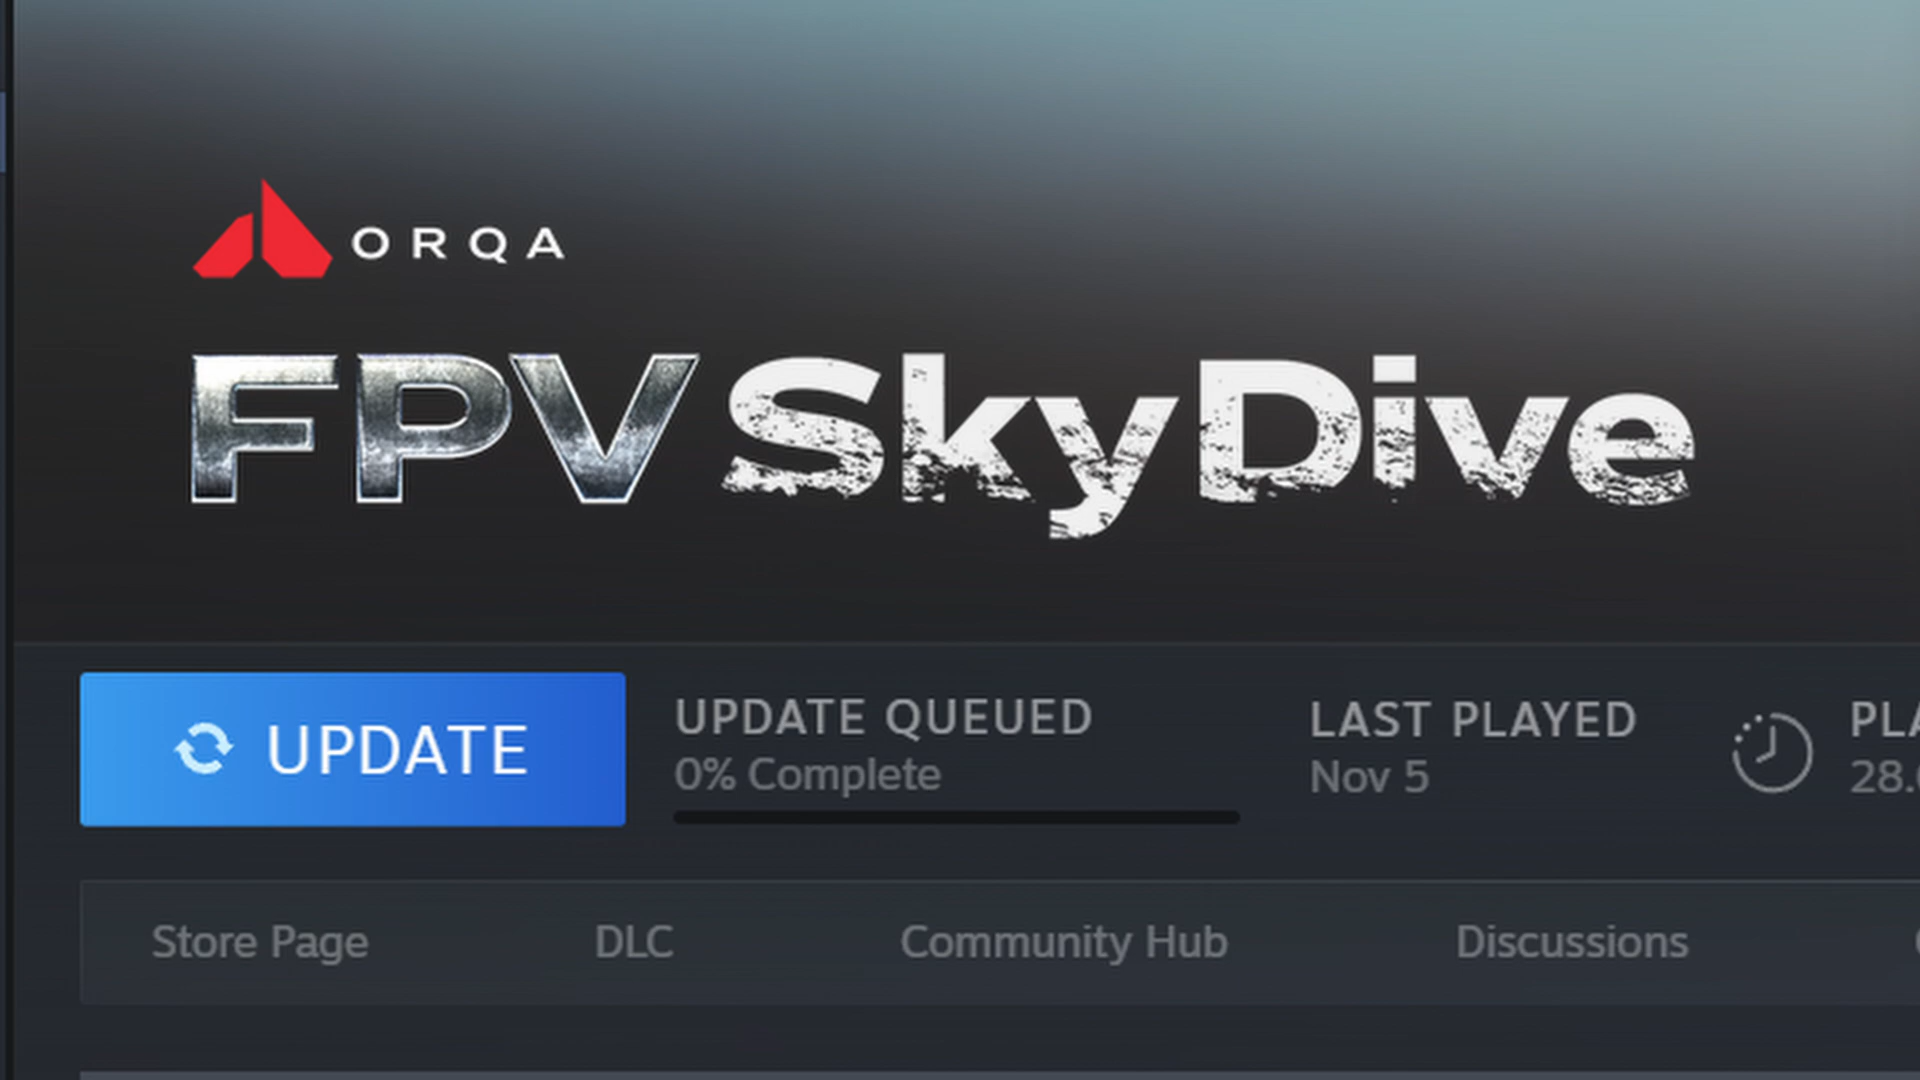 ORQA
FPV SkyDive
UPDATE
UPDATE QUEUED
0% Complete
LAST PLAYED
Nov 5
Store Page
DLC
Community Hub
Discussions